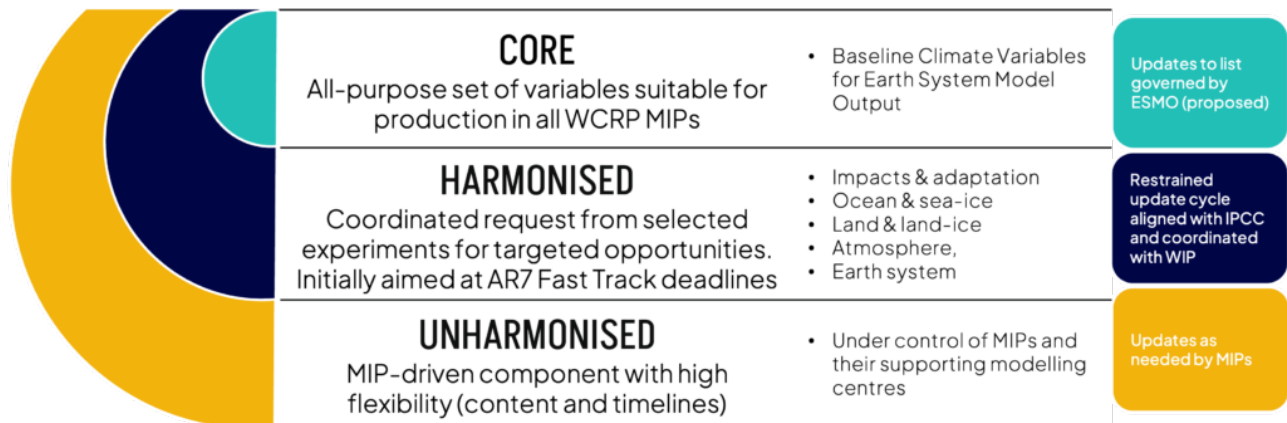 CORE
All-purpose set of variables suitable for
production in all WCRP MIPs
• Baseline Climate Variables
for Earth System Model
Output
Updates to list
governed by
ESMO (proposed)
HARMONISED
Coordinated request from selected
experiments for targeted opportunities.
Initially aimed at AR7 Fast Track deadlines
• Impacts & adaptation
• Ocean & sea-ice
• Land & land-ice
• Atmosphere,
• Earth system
Restrained
update cycle
aligned with IPCC
and coordinated
with WIP
UNHARMONISED
MIP-driven component with high
flexibility (content and timelines)
• Under control of MIPs and
their supporting modelling
centres
Updates as
needed by MIPs